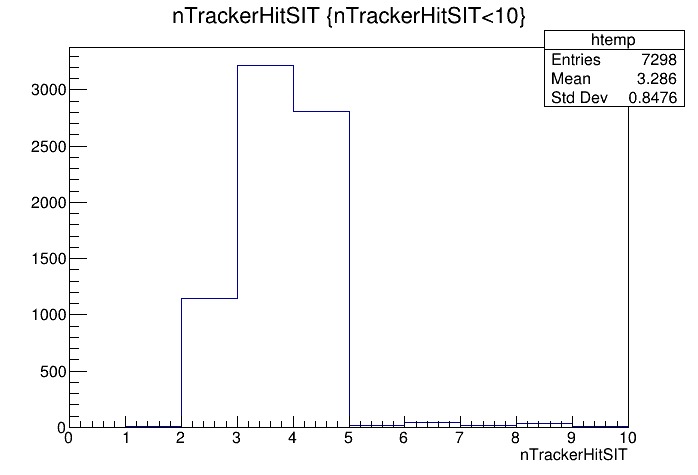 nTrackerHitSIT {nTrackerHitSIT<10}
htemp
Entries 7298
Mean 3.286
Std Dev 0.8476
3000
2500
2000
1500
1000
500
0
0 1 2 3 4 5 6 7 8 9 10
nTrackerHitSIT